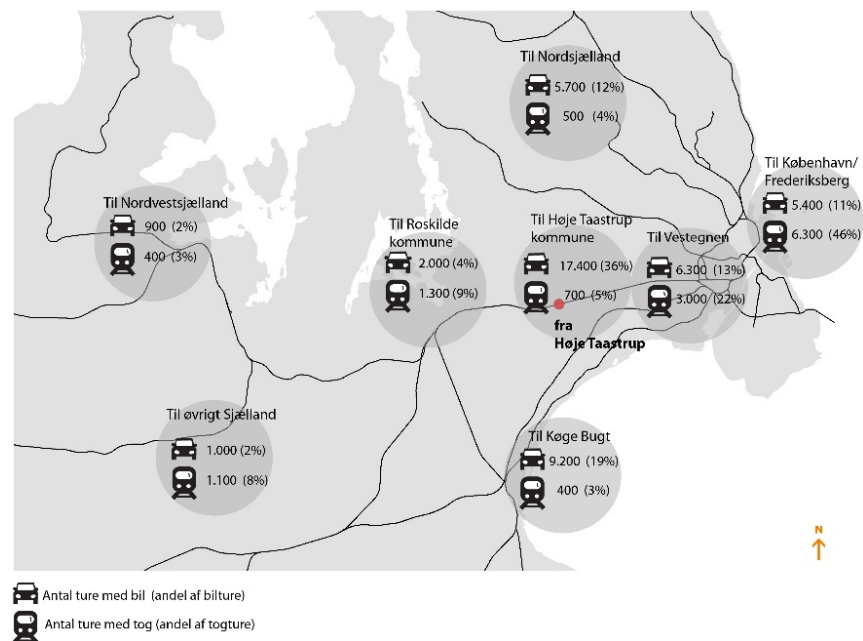 Til Nordsjælland
5.700 (12%)
500 (4%)
Til København/
Frederiksberg
5.400 (11%)
6.300 (46%)
Til Nordvestsjælland
900 (2%)
400 (3%)
Til Roskilde
kommune
2.000 (4%)
1.300 (9%)
Til Høje Taastrup
kommune
17.400 (36%)
700 (5%)
fra
Høje Taastrup
Til Vestegnen
6.300 (13%)
3.000 (22%)
Til øvrigt Sjælland
1.000 (2%)
1.100 (8%)
Til Køge Bugt
9.200 (19%)
400 (3%)
N
Antal ture med bil (andel af bilture)
Antal ture med tog (andel af togture)